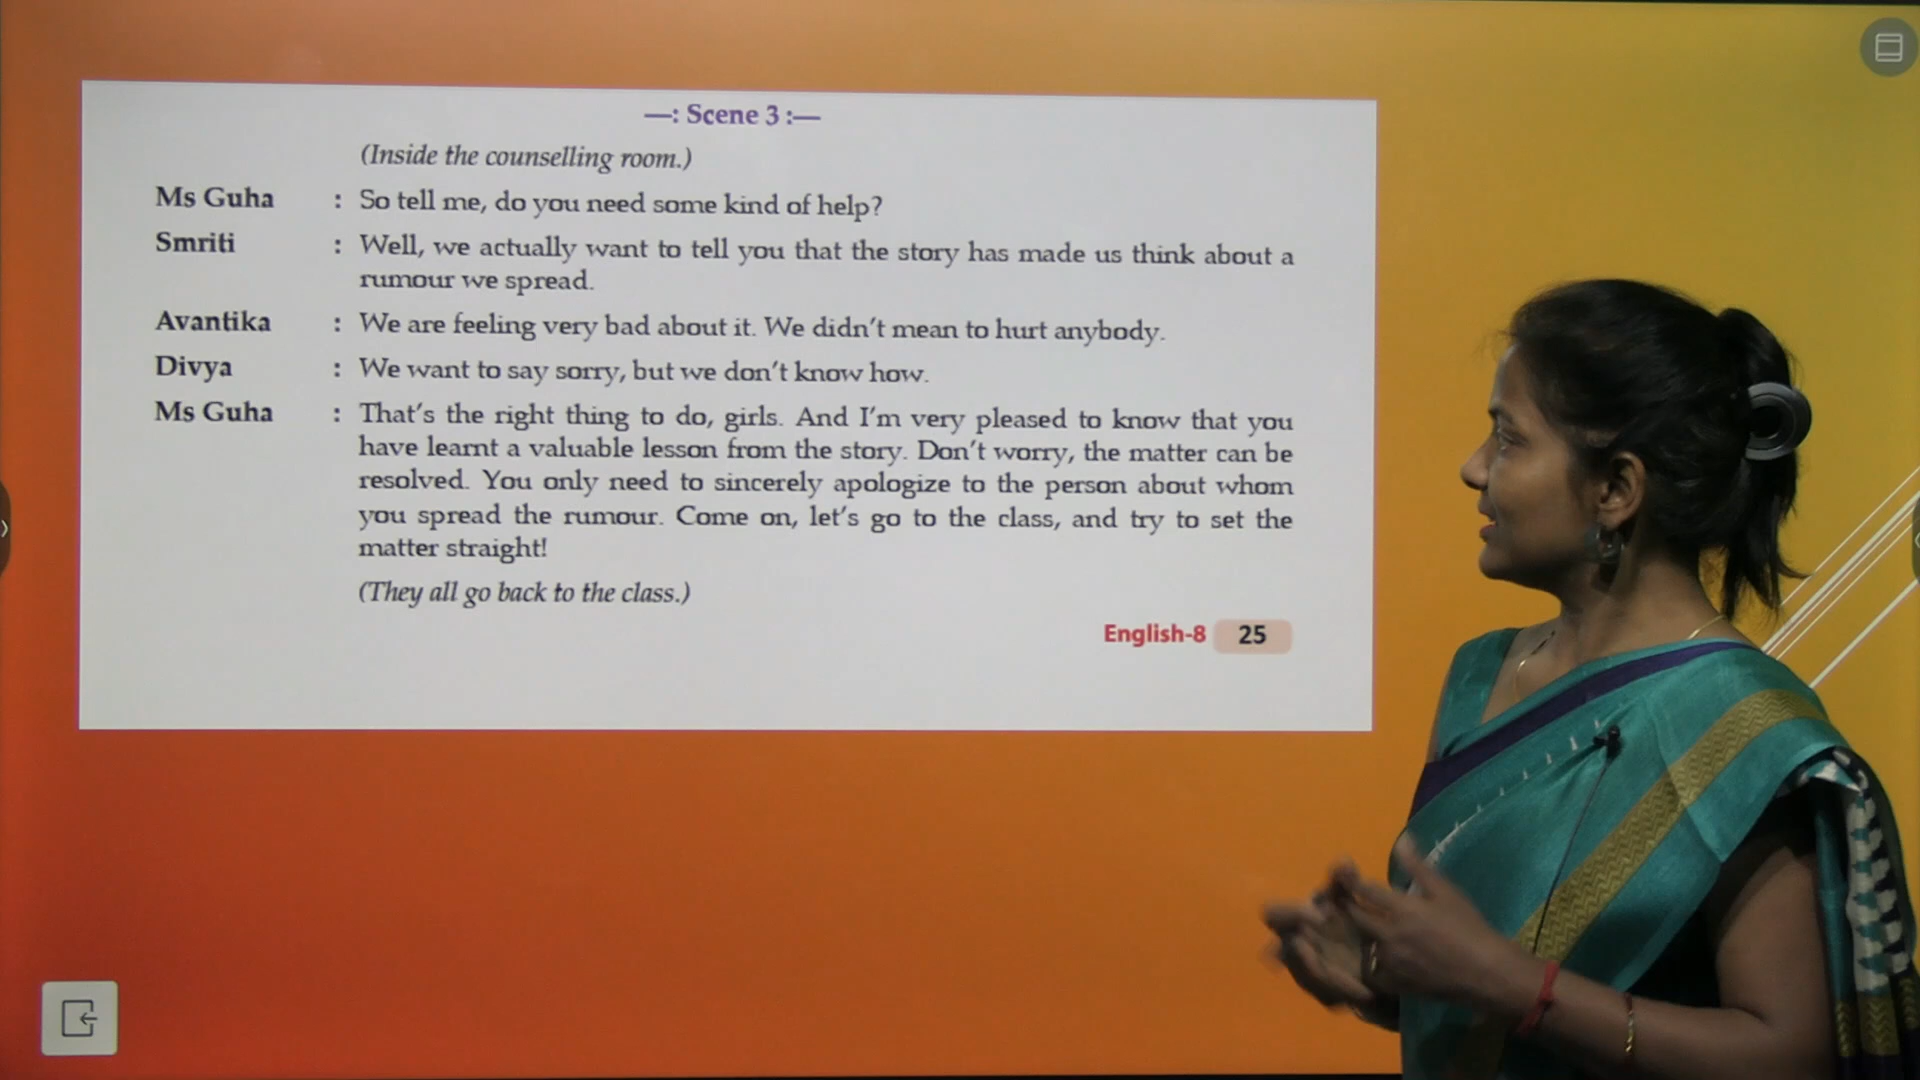 —: Scene 3 :—
(Inside the counselling room.)
Ms Guha : So tell me, do you need some kind of help?
Smriti : Well, we actually want to tell you that the story has made us think about a
rumour we spread.
Avantika : We are feeling very bad about it. We didn't mean to hurt anybody.
Divya : We want to say sorry, but we don't know how.
Ms Guha : That's the right thing to do, girls. And I'm very pleased to know that you
have learnt a valuable lesson from the story. Don't worry, the matter can be
resolved. You only need to sincerely apologize to the person about whom
you spread the rumour. Come on, let's go to the class, and try to set the
matter straight!
(They all go back to the class.)
English-8 25